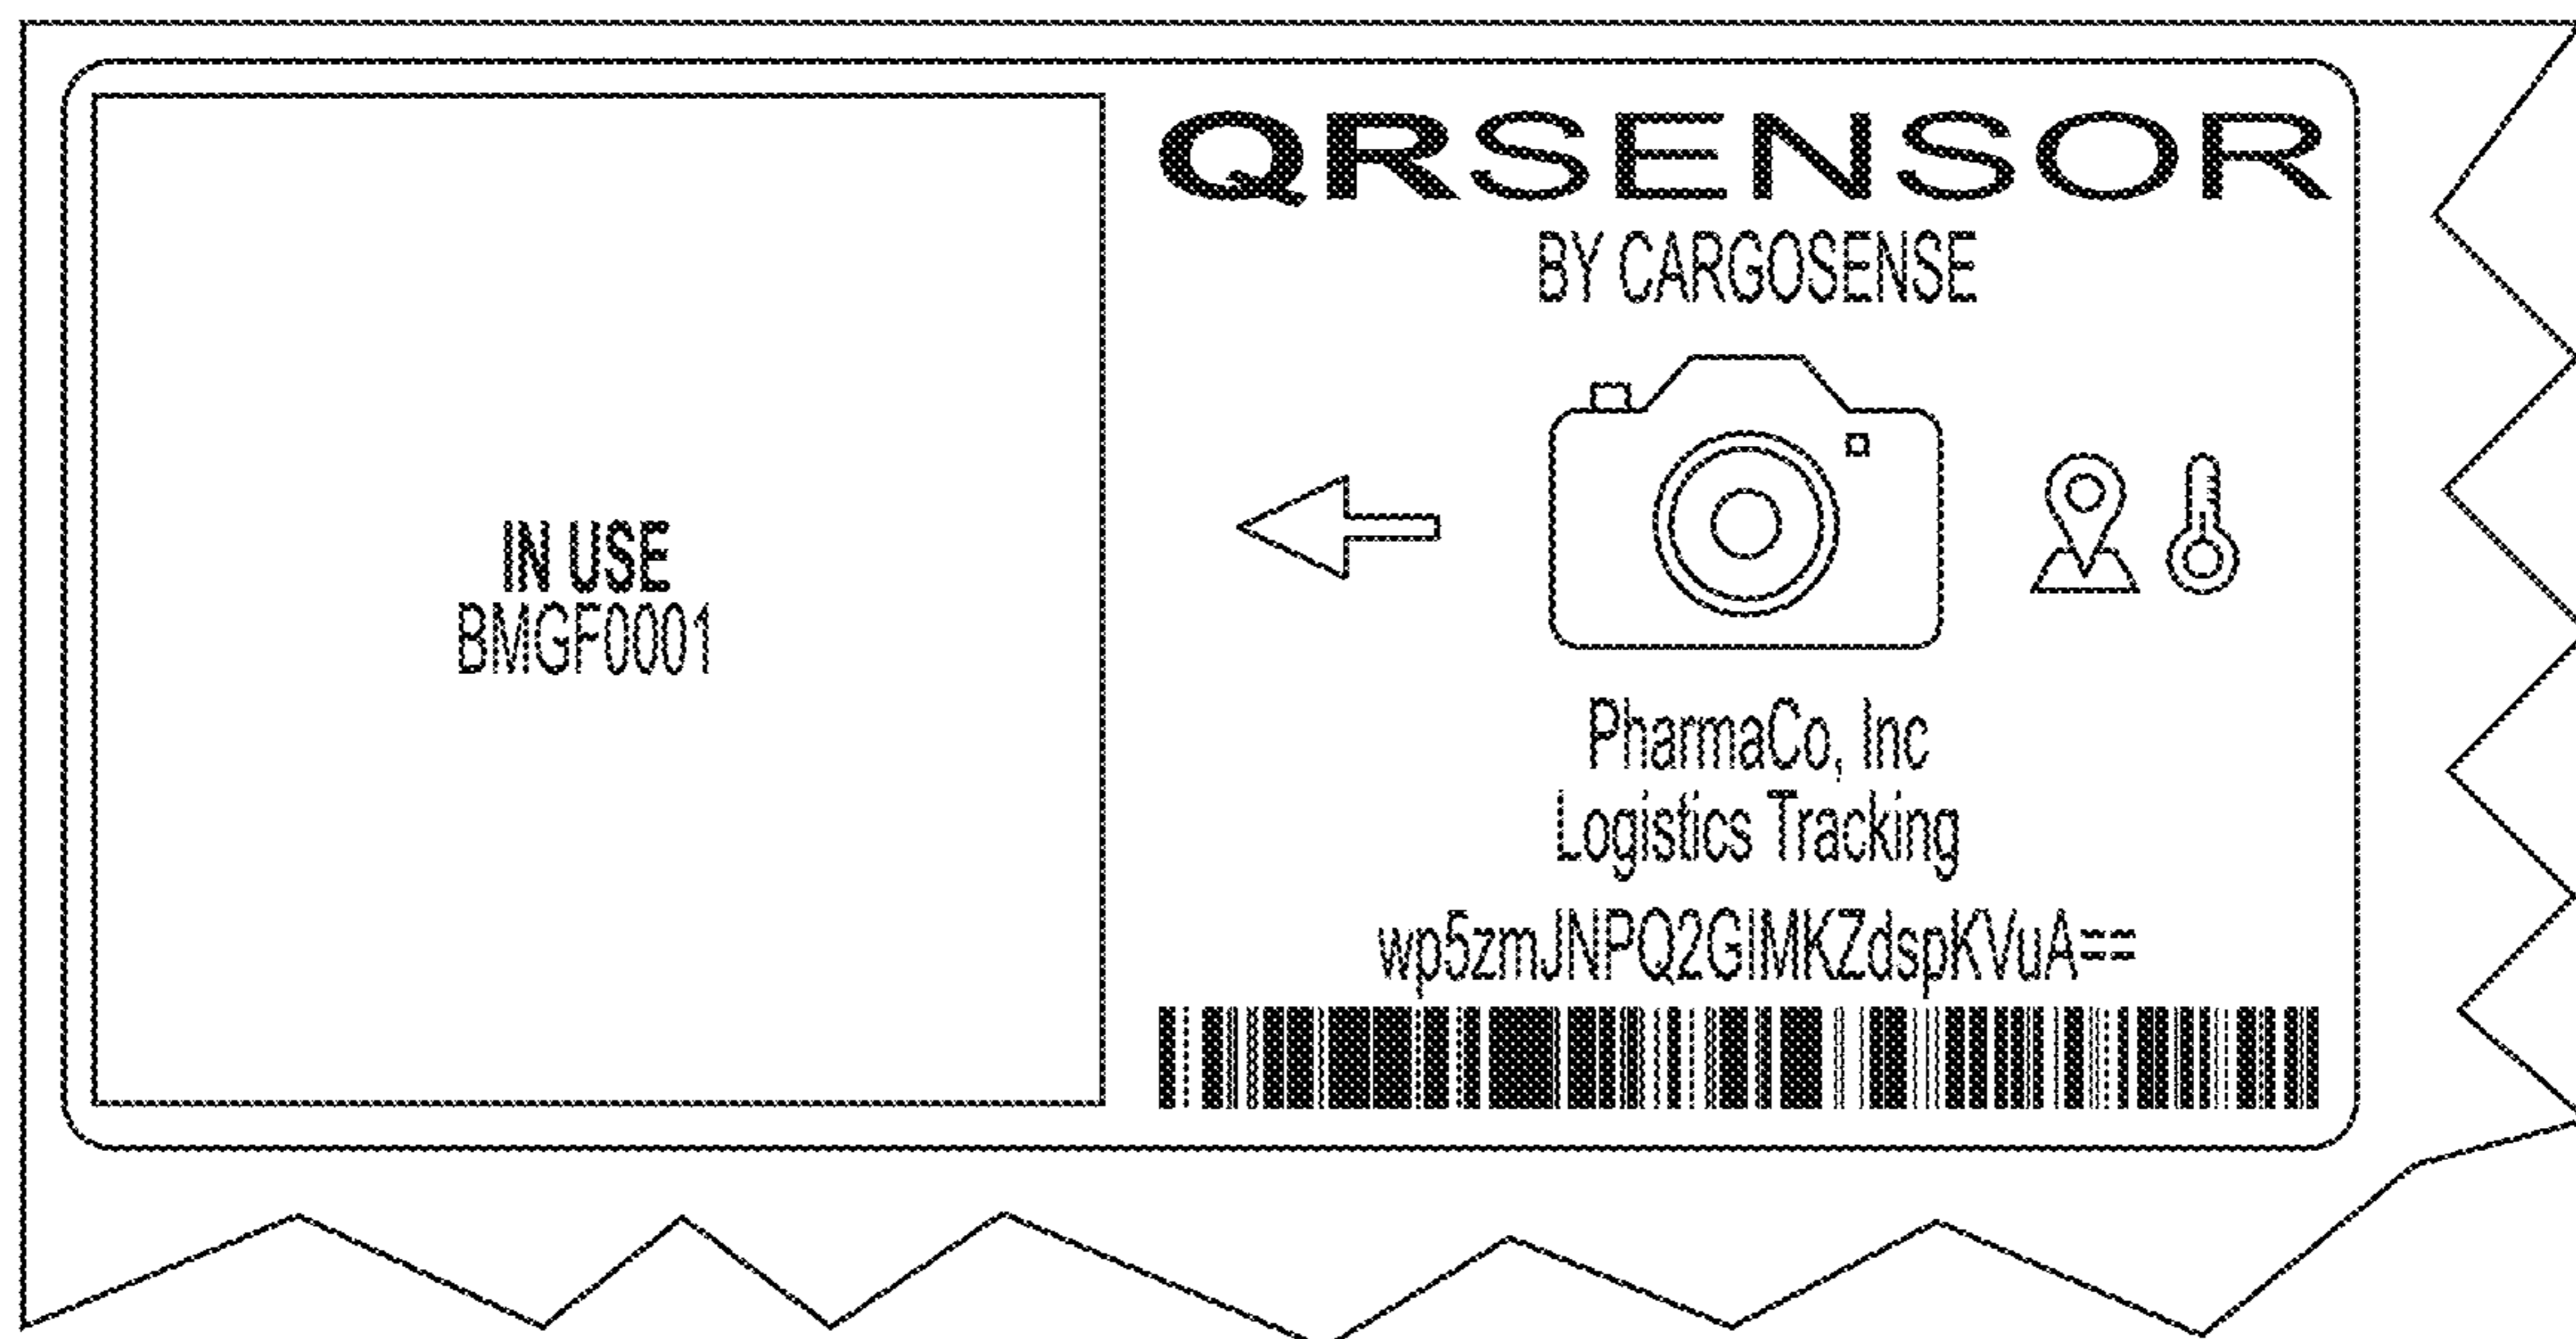 IN USE
BMGF0001
QRSENSOR
BY CARGOSENSE
PharmaCo, Inc
Logistics Tracking
wp5zmJNPQ2GIMKZdspKVuA==